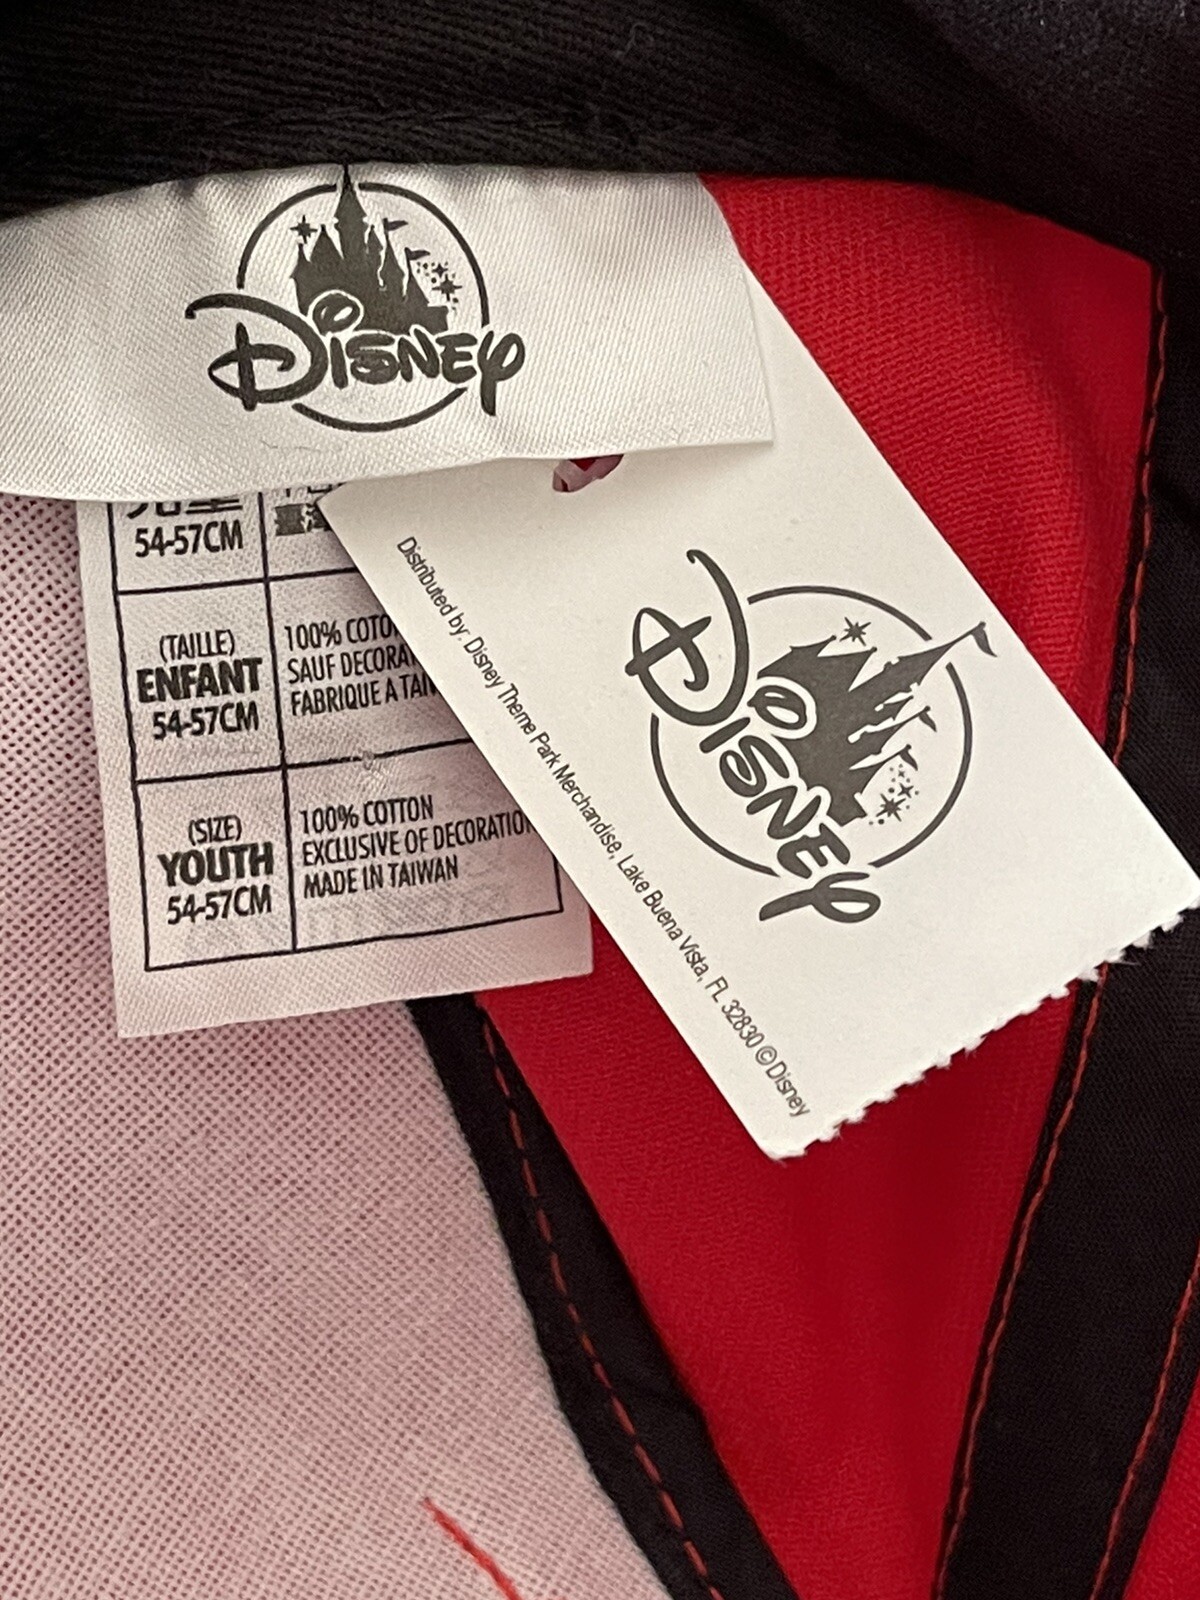 Disney
54-57CM
(TAILLE)
ENFANT
54-57CM
100% COTO
SAUF DECORA
FABRIQUE A TAI
(SIZE)
YOUTH
54-57CM
100% COTTON
EXCLUSIVE OF DECORATION
MADE IN TAIWAN
Distributed by: Disney Theme Park Merchandise, Lake Buena Vista, FL 32830 ©Disney
Disney